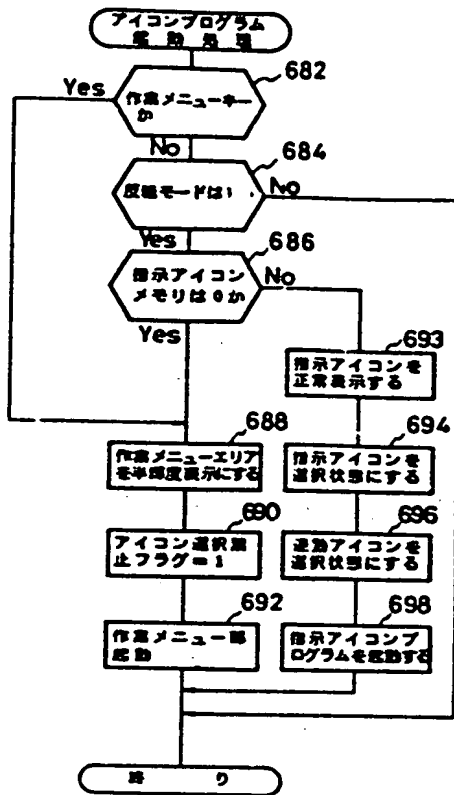 アイコンプログラム
起動処理
682
Yes
作業メニューキー
か
No
684
反転モードは1
No
Yes
686
指示アイコン
メモリは0か
No
Yes
693
指示アイコンを
正常表示する
688
作業メニューエリア
を半輝度表示にする
694
指示アイコンを
選択状態にする
690
アイコン選択禁
止フラグ=1
696
連動アイコンを
選択状態にする
692
作業メニュー部
起動
698
指示アイコンプ
ログラムを起動する
終り